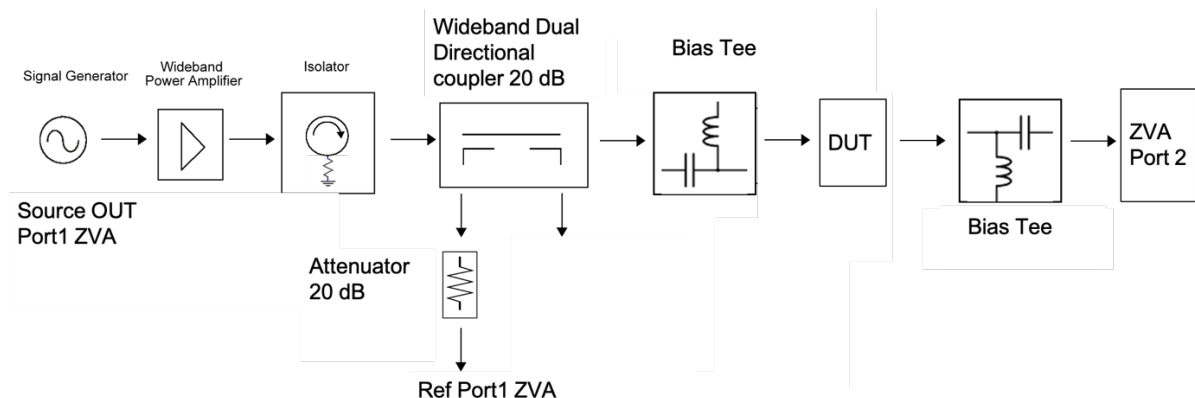 Signal Generator
Wideband
Power Amplifier
Isolator
Wideband Dual
Directional
coupler 20 dB
Bias Tee
DUT
ZVA
Port 2
Source OUT
Port1 ZVA
Bias Tee
Attenuator
20 dB
Ref Port1 ZVA